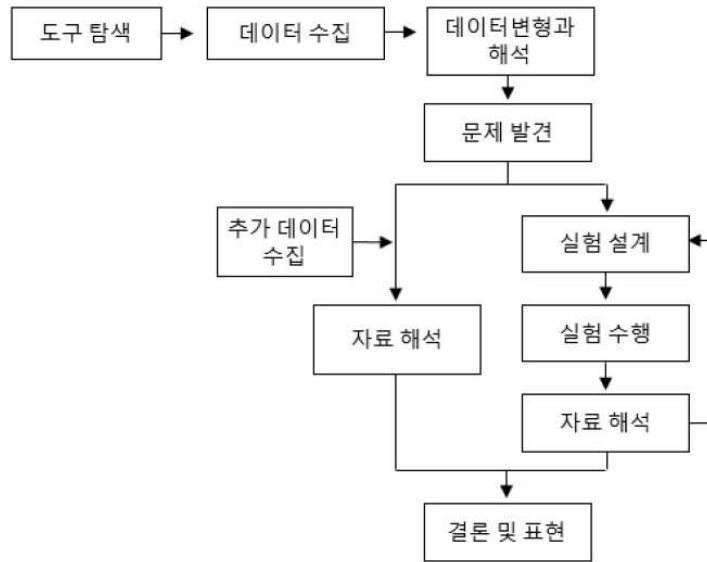 도구 탐색
데이터 수집
데이터변형과
해석
문제 발견
추가 데이터
수집
실험 설계
자료 해석
실험 수행
자료 해석
결론 및 표현